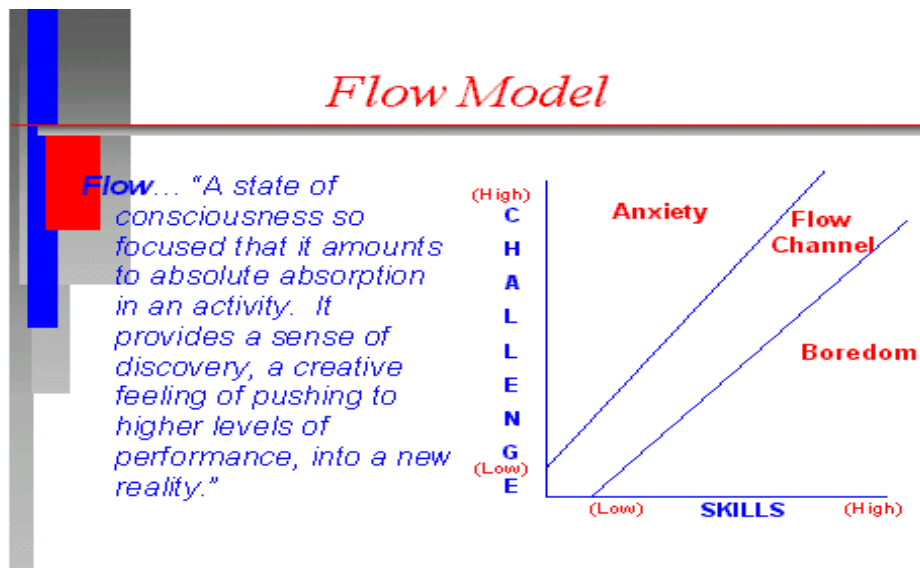 Flow Model
Flow... “A state of
consciousness so
focused that it amounts
to absolute absorption
in an activity. It
provides a sense of
discovery, a creative
feeling of pushing to
higher levels of
performance, into a new
reality.”
(High)
CHALLENGE
(Low)
Anxiety
Flow
Channel
Boredom
(Low) SKILLS (High)